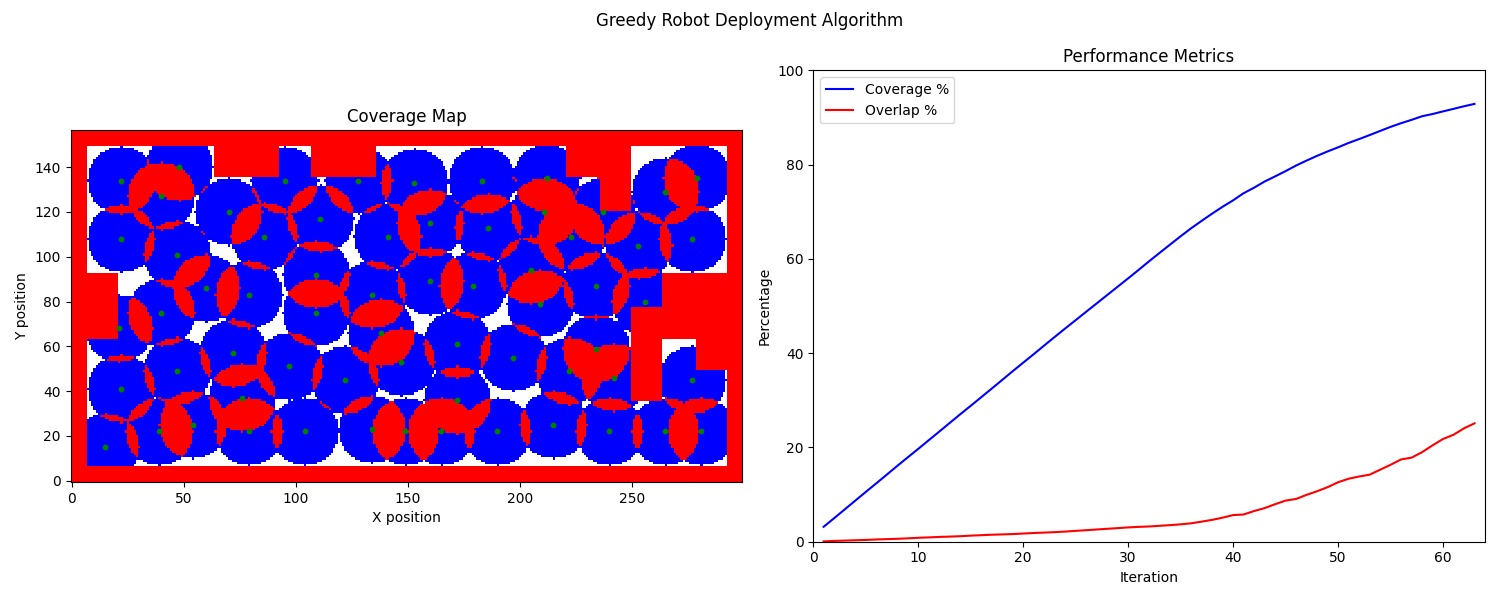 Greedy Robot Deployment Algorithm
Coverage Map
Y position
140
120
100
80
60
40
20
0
0 50 100 150 200 250
X position
Performance Metrics
Coverage %
Overlap %
Percentage
100
80
60
40
20
0
0 10 20 30 40 50 60
Iteration